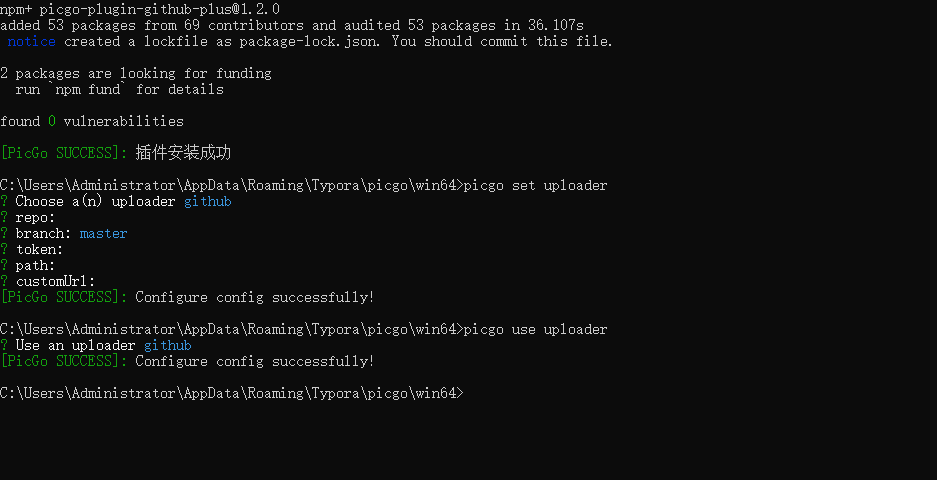 npm+ picgo-plugin-github-plus@1.2.0
added 53 packages from 69 contributors and audited 53 packages in 36.107s
notice created a lockfile as package-lock.json. You should commit this file.
2 packages are looking for funding
run `npm fund` for details
found 0 vulnerabilities
[PicGo SUCCESS]: 插件安装成功
C:\Users\Administrator\AppData\Roaming\Typora\picgo\win64>picgo set uploader
? Choose a(n) uploader github
? repo:
? branch: master
? token:
? path:
? customUrl:
[PicGo SUCCESS]: Configure config successfully!
C:\Users\Administrator\AppData\Roaming\Typora\picgo\win64>picgo use uploader
? Use an uploader github
[PicGo SUCCESS]: Configure config successfully!
C:\Users\Administrator\AppData\Roaming\Typora\picgo\win64>